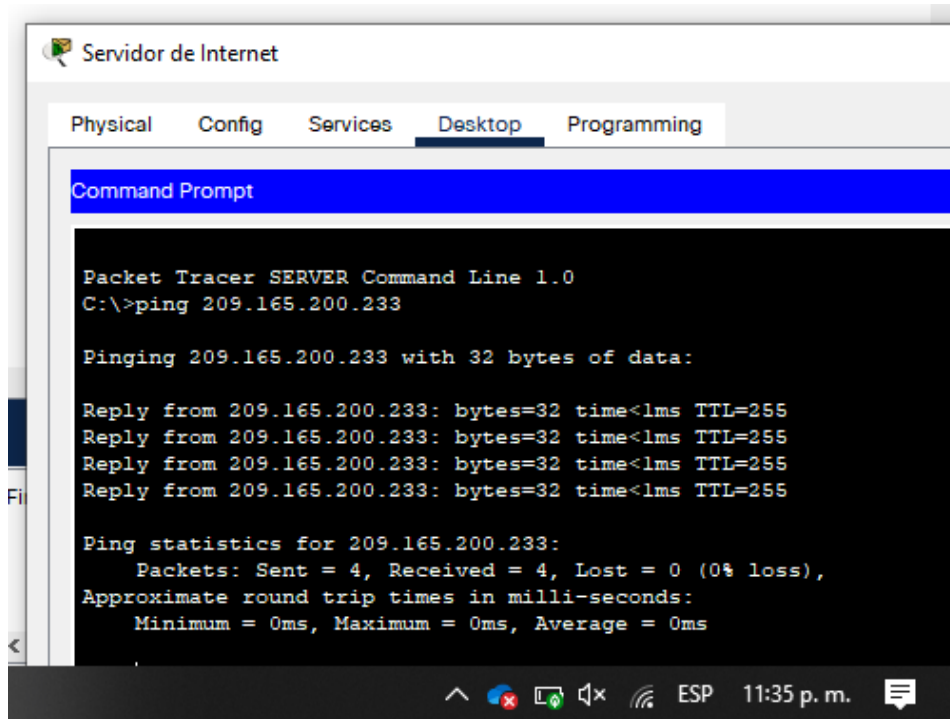 Servidor de Internet
Physical Config Services Desktop Programming
Command Prompt
Packet Tracer SERVER Command Line 1.0
C:\>ping 209.165.200.233
Pinging 209.165.200.233 with 32 bytes of data:
Reply from 209.165.200.233: bytes=32 time<1ms TTL=255
Reply from 209.165.200.233: bytes=32 time<1ms TTL=255
Reply from 209.165.200.233: bytes=32 time<1ms TTL=255
Reply from 209.165.200.233: bytes=32 time<1ms TTL=255
Fi
Ping statistics for 209.165.200.233:
Packets: Sent = 4, Received = 4, Lost = 0 (0% loss),
Approximate round trip times in milli-seconds:
Minimum = 0ms, Maximum = 0ms, Average = 0ms
ESP 11:35 p. m.